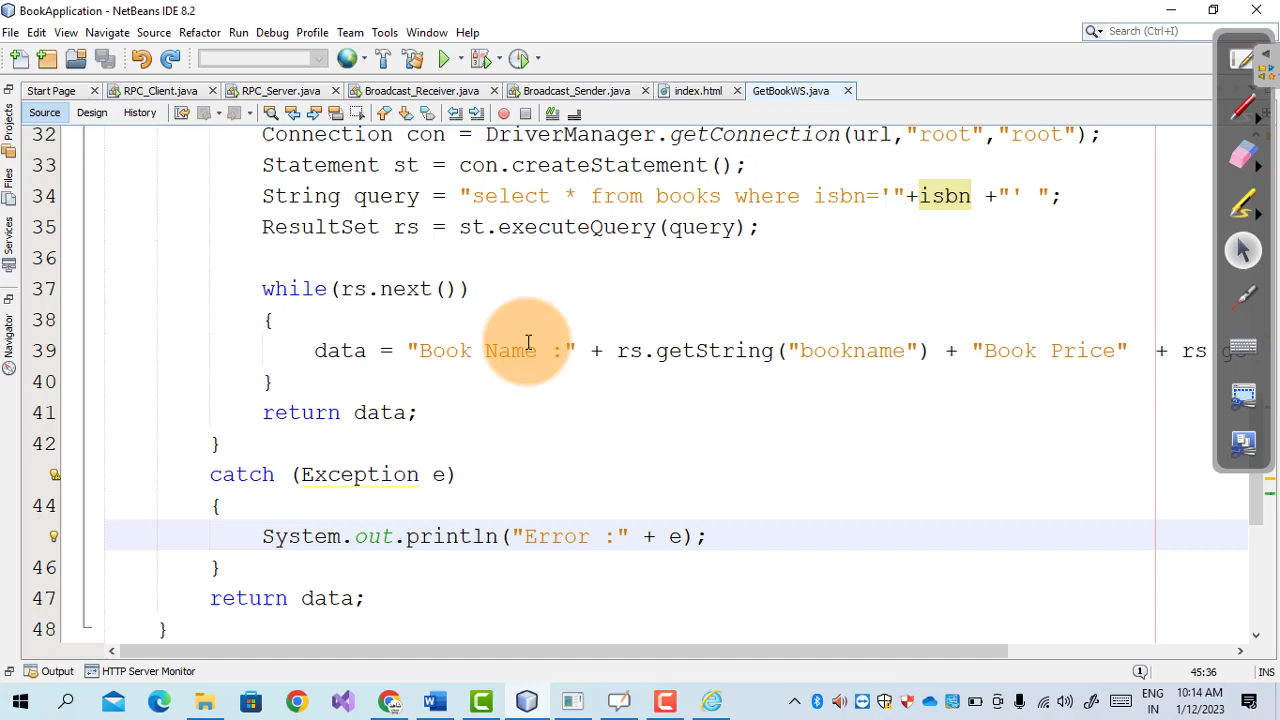 BookApplication - NetBeans IDE 8.2
File Edit View Navigate Source Refactor Run Debug Profile Team Tools Window Help
Search (Ctrl+I)
Start Page RPC_Client.java RPC_Server.java Broadcast_Receiver.java Broadcast_Sender.java index.html GetBookWS.java
Source Design History
Projects
Files
Services
Navigator
32 Connection con = DriverManager.getConnection(url,"root","root");
33 Statement st = con.createStatement();
34 String query = "select * from books where isbn='"+isbn +"' ";
35 ResultSet rs = st.executeQuery(query);
36
37 while(rs.next())
38 {
39 data = "Book Name :" + rs.getString("bookname") + "Book Price" + rs
40 }
41 return data;
42 }
catch (Exception e)
44 {
System.out.println("Error :" + e);
46 }
47 return data;
48 }
Output HTTP Server Monitor
1 45:36 INS
ENG
IN
10:14 AM
1/12/2023